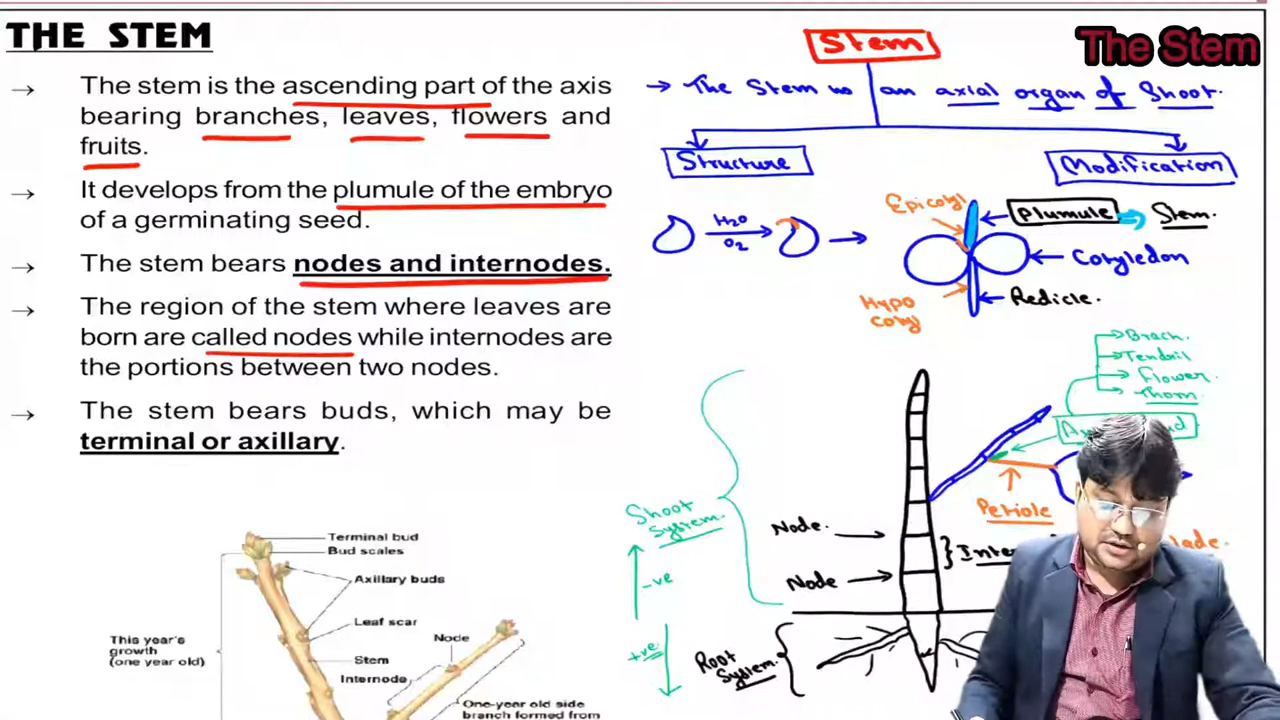 THE STEM
→ The stem is the ascending part of the axis
bearing branches, leaves, flowers and
fruits.
→ It develops from the plumule of the embryo
of a germinating seed.
→ The stem bears nodes and internodes.
→ The region of the stem where leaves are
born are called nodes while internodes are
the portions between two nodes.
→ The stem bears buds, which may be
terminal or axillary.
Terminal bud
Bud scales
Axillary buds
Leaf scar
This year's
growth
(one year old)
Node
Stem
Internode
One-year old side
branch formed from
The Stem
Stem
→ The Stem is an axial organ of Shoot.
Structure
Modification
H₂O
O₂
Epicotyl
Plumule
Stem.
Cotyledon
Hypo
cotyl
Redicle.
Brach.
Tendril
Flower.
Thorn
Petiole
Shoot
System.
-ve
Node.
Node
+ve
Root
System.